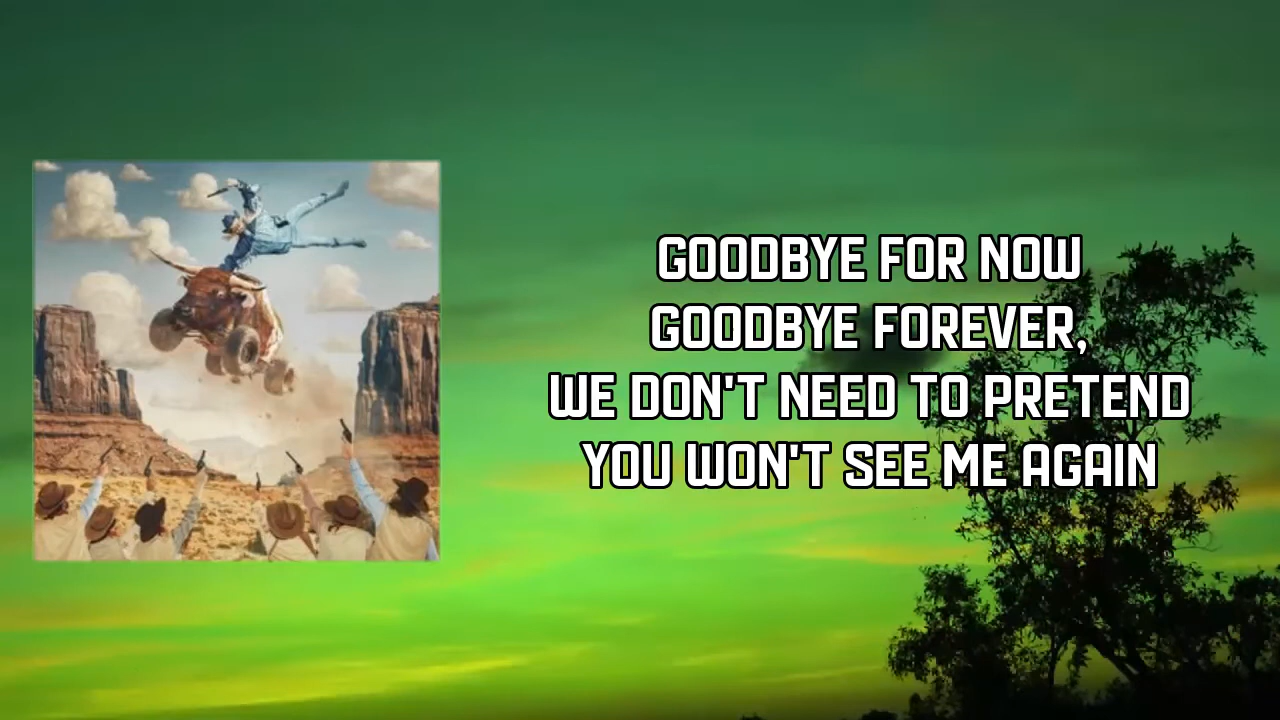 GOODBYE FOR NOW
GOODBYE FOREVER,
WE DON'T NEED TO PRETEND
YOU WON'T SEE ME AGAIN